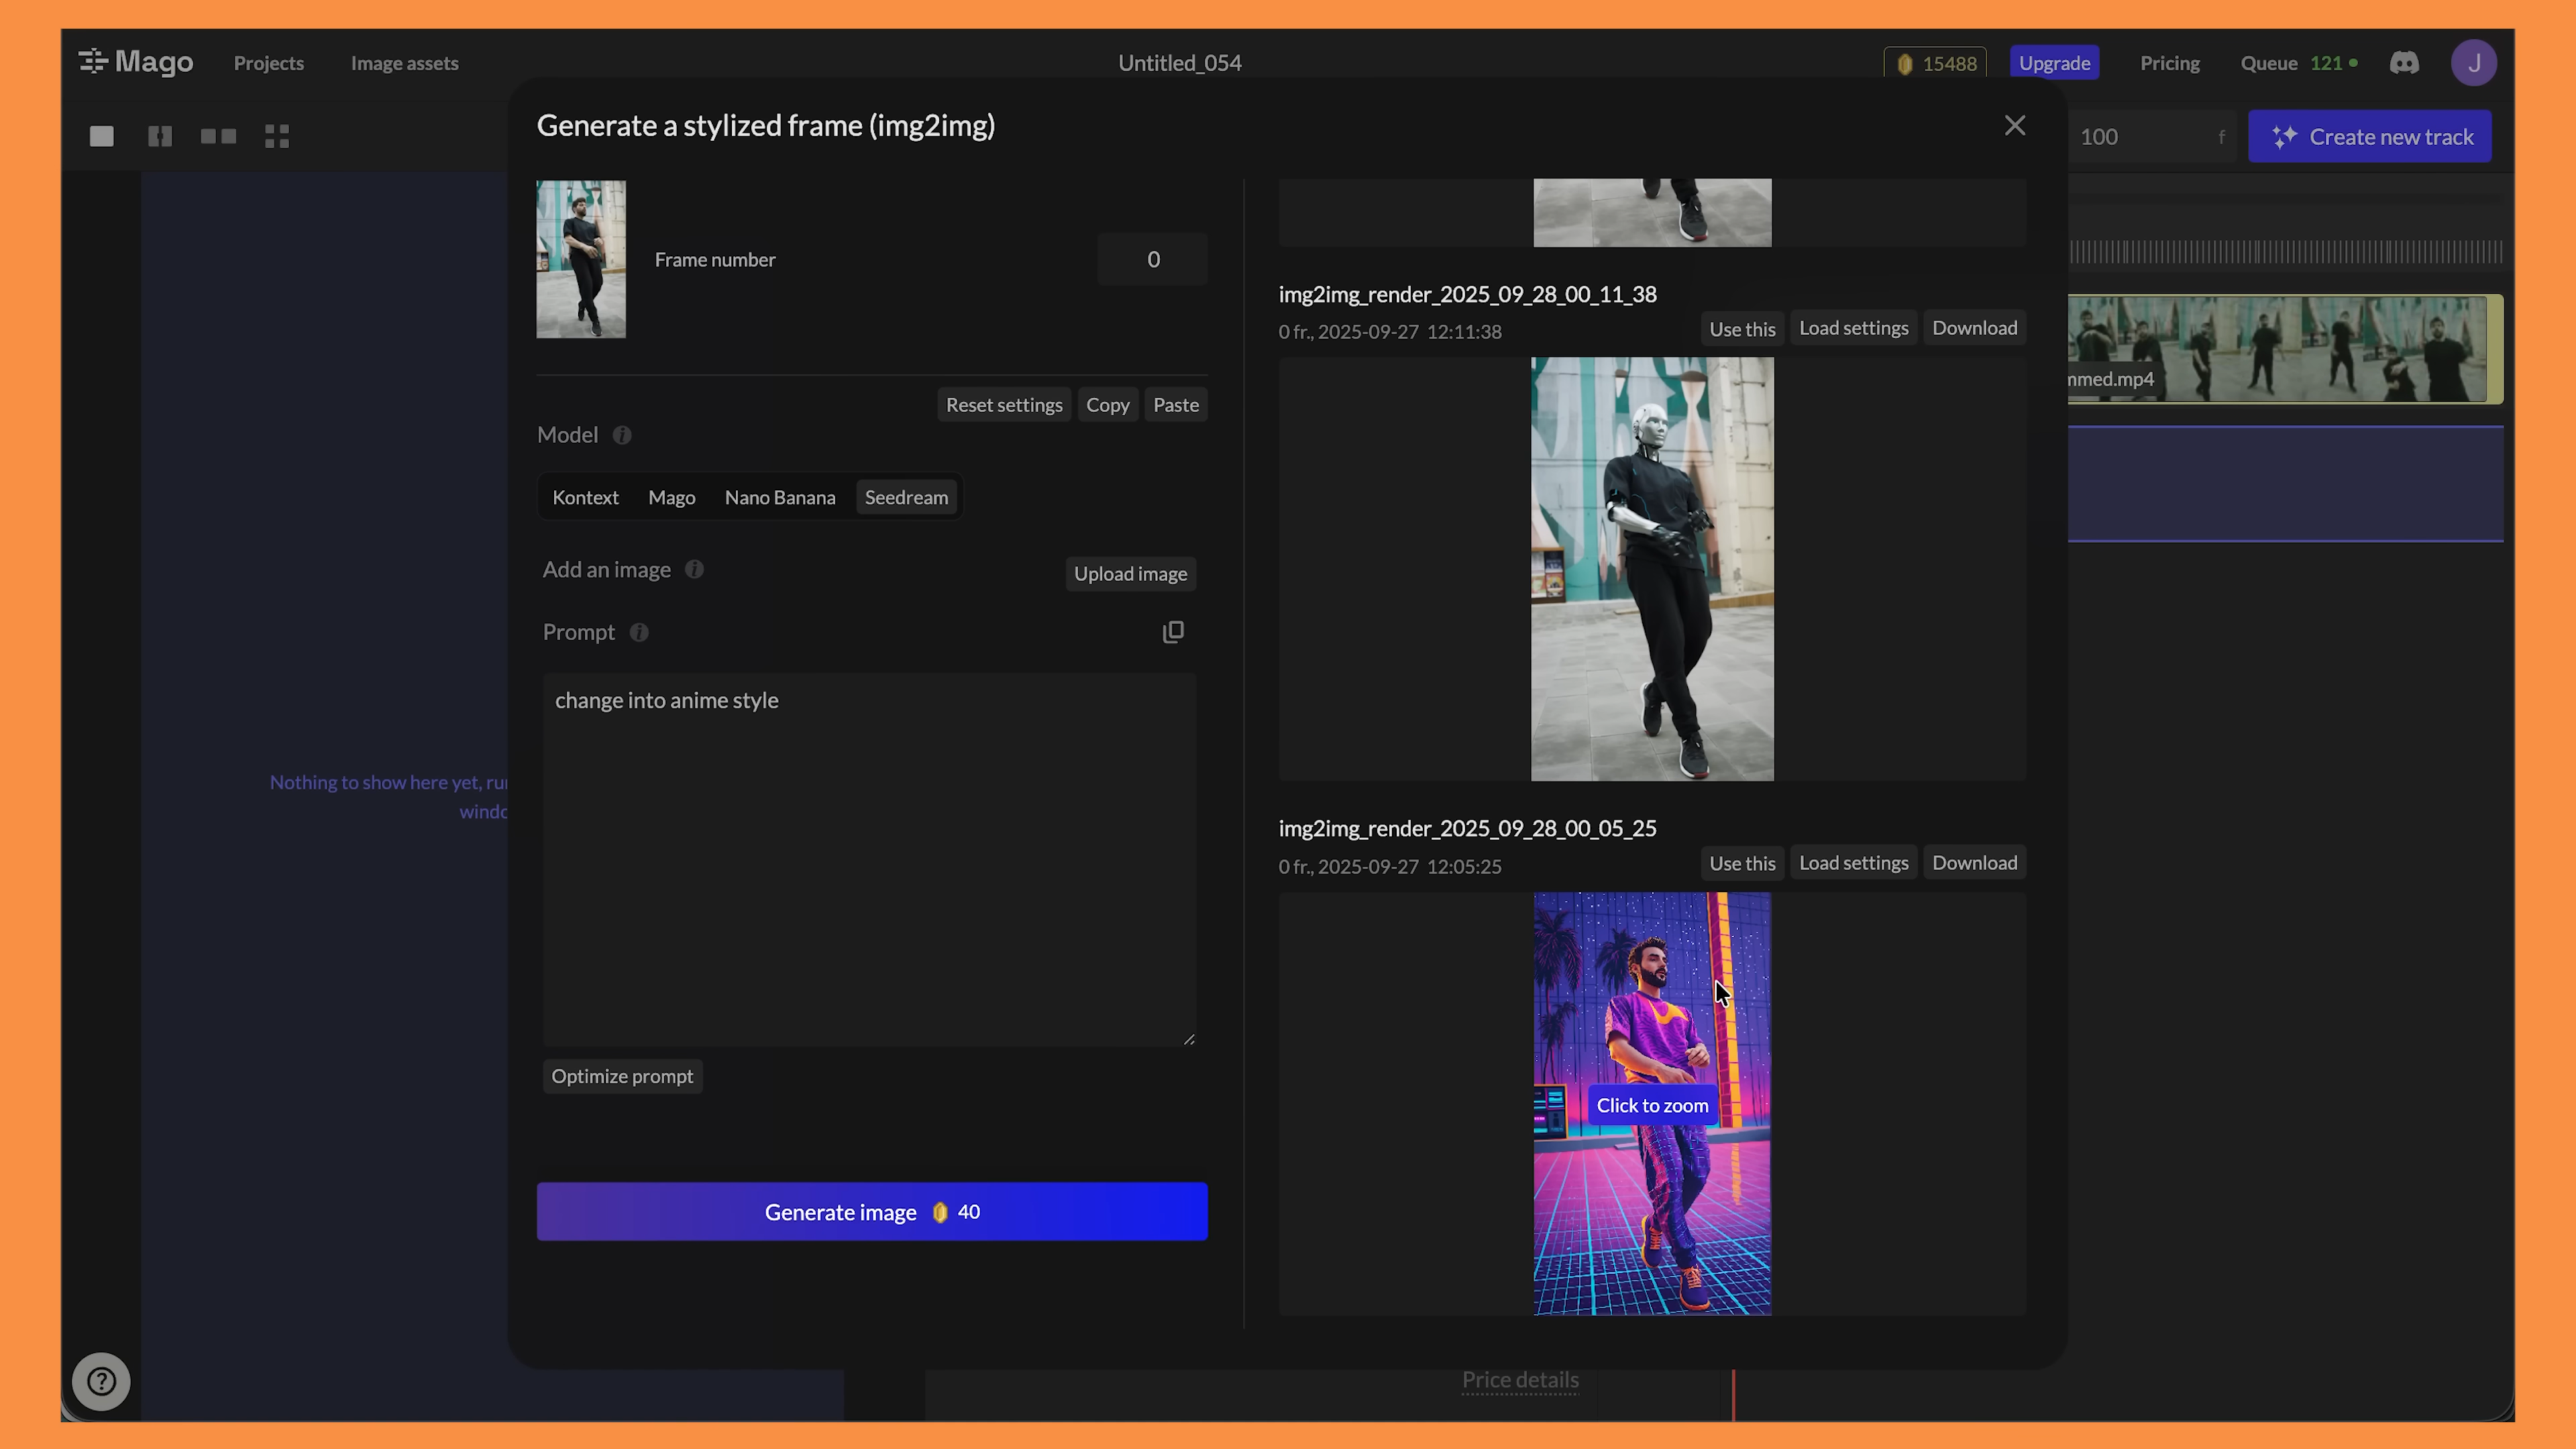 Mago
Projects
Image assets
Untitled_054
15488
Upgrade
Pricing
Queue 121
J
Generate a stylized frame (img2img)
100
f
Create new track
Frame number
0
Reset settings
Copy
Paste
Model
Kontext
Mago
Nano Banana
Seedream
Add an image
Upload image
Prompt
change into anime style
Optimize prompt
Generate image 40
img2img_render_2025_09_28_00_11_38
0 fr., 2025-09-27 12:11:38
Use this
Load settings
Download
img2img_render_2025_09_28_00_05_25
0 fr., 2025-09-27 12:05:25
Use this
Load settings
Download
Click to zoom
mmed.mp4
Nothing to show here yet, ru
windo
Price details